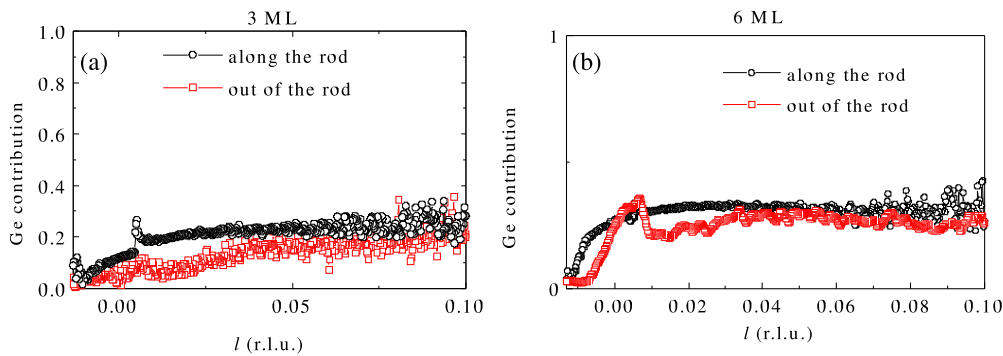 3 ML
(a)
along the rod
out of the rod
Ge contribution
1.0
0.8
0.6
0.4
0.2
0.0
0.00
0.05
0.10
l (r.l.u.)
6 ML
(b)
along the rod
out of the rod
Ge contribution
1
0
0.00
0.02
0.04
0.06
0.08
0.10
l (r.l.u.)